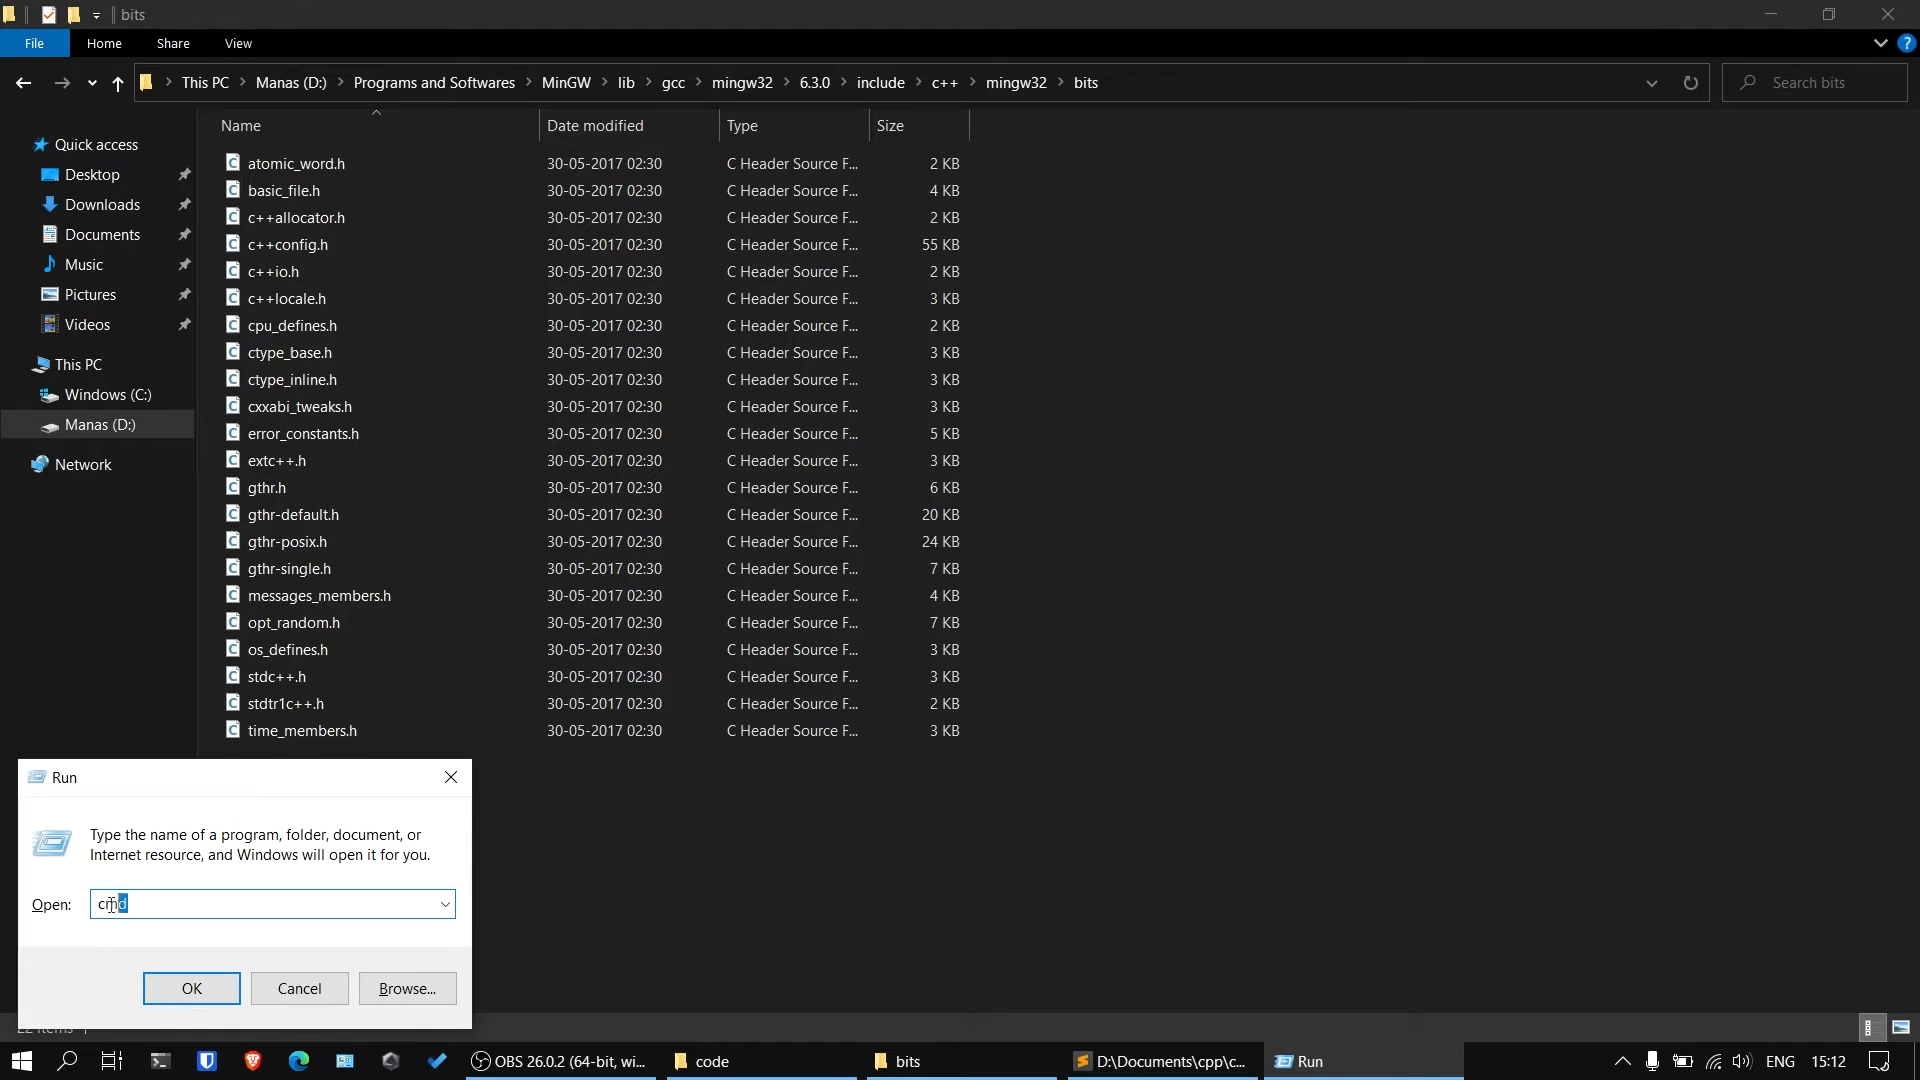 bits
File Home Share View
This PC Manas (D:) Programs and Softwares MinGW lib gcc mingw32 6.3.0 include c++ mingw32 bits Search bits
Name Date modified Type Size
Quick access
Desktop
Downloads
Documents
Music
Pictures
Videos
This PC
Windows (C:)
Manas (D:)
Network
atomic_word.h 30-05-2017 02:30 C Header Source F... 2 KB
basic_file.h 30-05-2017 02:30 C Header Source F... 4 KB
c++allocator.h 30-05-2017 02:30 C Header Source F... 2 KB
c++config.h 30-05-2017 02:30 C Header Source F... 55 KB
c++io.h 30-05-2017 02:30 C Header Source F... 2 KB
c++locale.h 30-05-2017 02:30 C Header Source F... 3 KB
cpu_defines.h 30-05-2017 02:30 C Header Source F... 2 KB
ctype_base.h 30-05-2017 02:30 C Header Source F... 3 KB
ctype_inline.h 30-05-2017 02:30 C Header Source F... 3 KB
cxxabi_tweaks.h 30-05-2017 02:30 C Header Source F... 3 KB
error_constants.h 30-05-2017 02:30 C Header Source F... 5 KB
extc++.h 30-05-2017 02:30 C Header Source F... 3 KB
gthr.h 30-05-2017 02:30 C Header Source F... 6 KB
gthr-default.h 30-05-2017 02:30 C Header Source F... 20 KB
gthr-posix.h 30-05-2017 02:30 C Header Source F... 24 KB
gthr-single.h 30-05-2017 02:30 C Header Source F... 7 KB
messages_members.h 30-05-2017 02:30 C Header Source F... 4 KB
opt_random.h 30-05-2017 02:30 C Header Source F... 7 KB
os_defines.h 30-05-2017 02:30 C Header Source F... 3 KB
stdc++.h 30-05-2017 02:30 C Header Source F... 3 KB
stdtr1c++.h 30-05-2017 02:30 C Header Source F... 2 KB
time_members.h 30-05-2017 02:30 C Header Source F... 3 KB
Run
Type the name of a program, folder, document, or
Internet resource, and Windows will open it for you.
Open: cmd
OK Cancel Browse...
22 items
OBS 26.0.2 (64-bit, wi... code bits D:\Documents\cpp\c... Run ENG 15:12